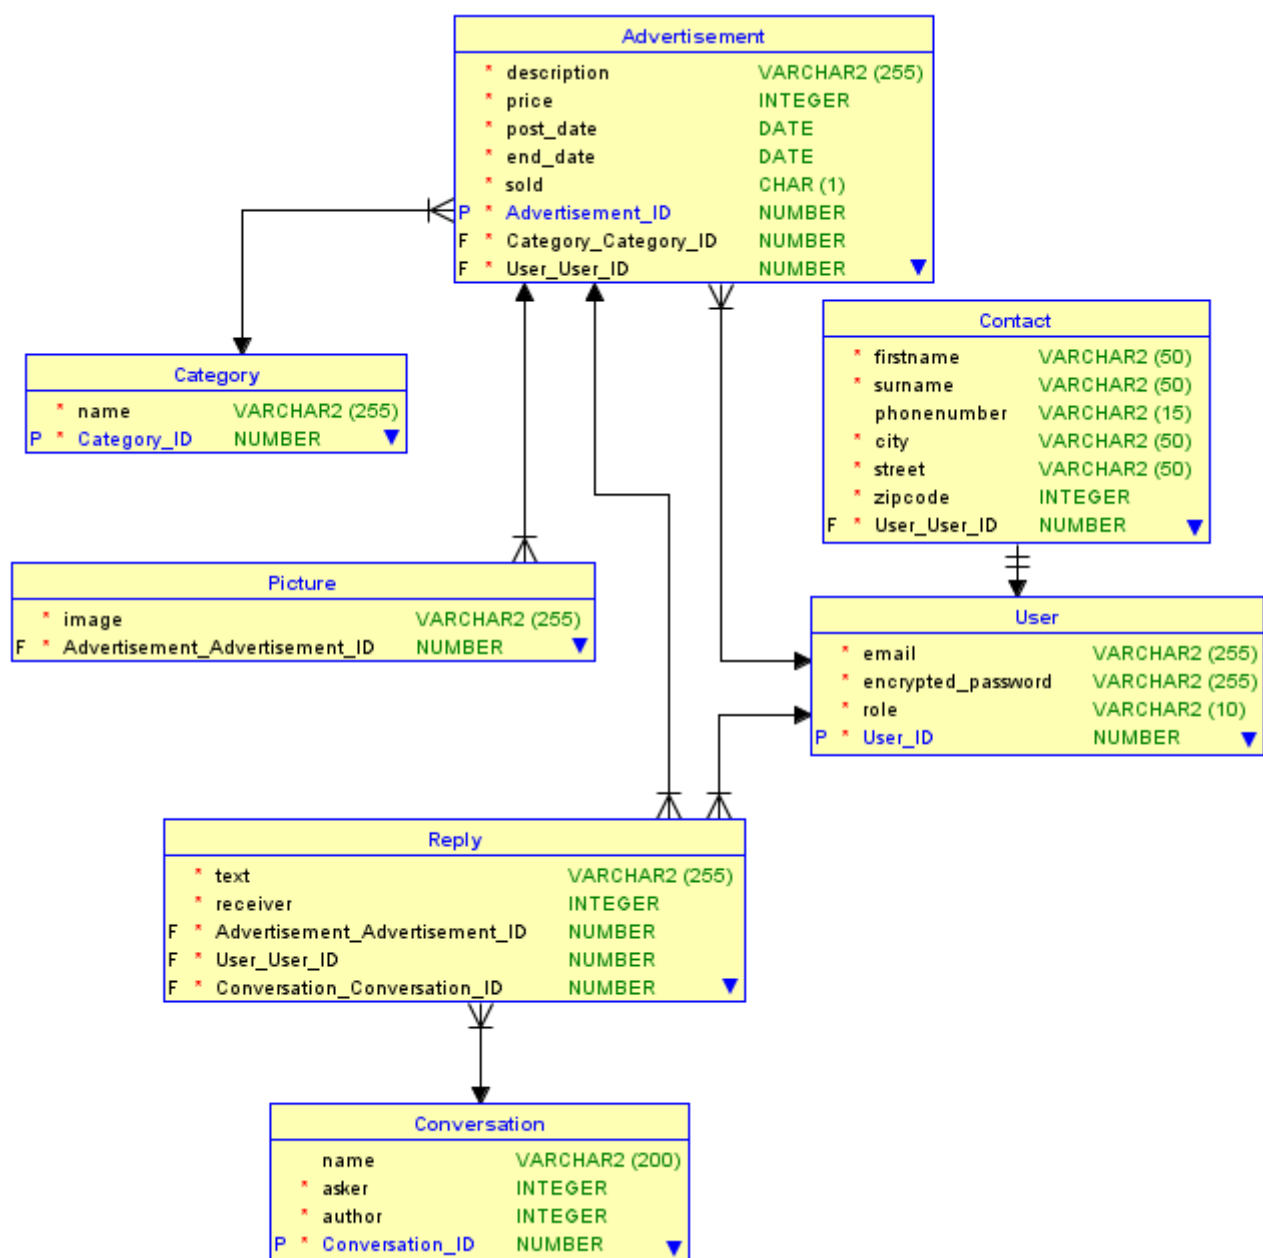 Advertisement
* description VARCHAR2 (255)
* price INTEGER
* post_date DATE
* end_date DATE
* sold CHAR (1)
P * Advertisement_ID NUMBER
F * Category_Category_ID NUMBER
F * User_User_ID NUMBER
Contact
* firstname VARCHAR2 (50)
* surname VARCHAR2 (50)
phonenumber VARCHAR2 (15)
* city VARCHAR2 (50)
* street VARCHAR2 (50)
* zipcode INTEGER
F * User_User_ID NUMBER
Category
* name VARCHAR2 (255)
P * Category_ID NUMBER
Picture
* image VARCHAR2 (255)
F * Advertisement_Advertisement_ID NUMBER
User
* email VARCHAR2 (255)
* encrypted_password VARCHAR2 (255)
* role VARCHAR2 (10)
P * User_ID NUMBER
Reply
* text VARCHAR2 (255)
* receiver INTEGER
F * Advertisement_Advertisement_ID NUMBER
F * User_User_ID NUMBER
F * Conversation_Conversation_ID NUMBER
Conversation
name VARCHAR2 (200)
* asker INTEGER
* author INTEGER
P * Conversation_ID NUMBER